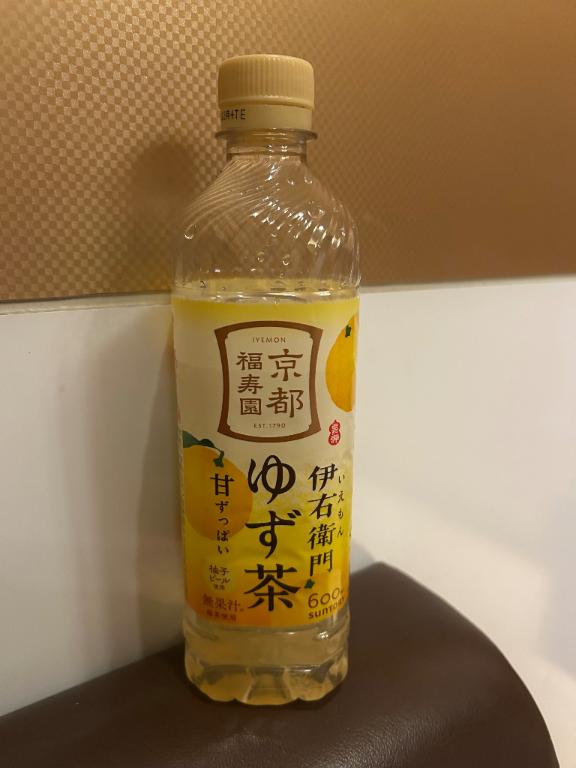 IYEMON
京都
福寿園
EST.1790
いえもん
伊右衛門
ゆず茶
甘ずっぱい
柚子
ピール
使用
無果汁
600
SUNTORY